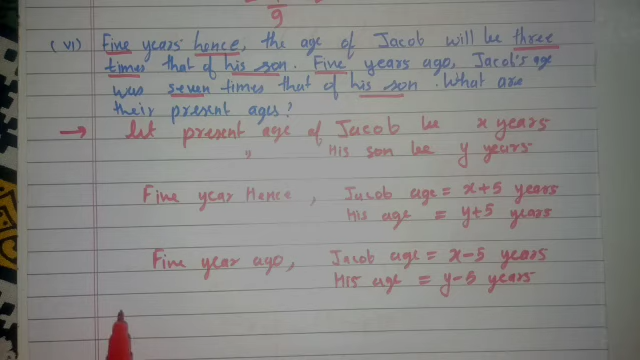 9
(vi) Five years' hence, the age of Jacob will be three
times that of his son. Five years ago, Jacob's age
was seven times that of his son. What are
their present ages?
→ let present age of Jacob be x years
" His son be y years
Five year Hence, Jacob age = x+5 years
His age = y+5 years
Five year ago, Jacob age = x-5 years
His age = y-5 years